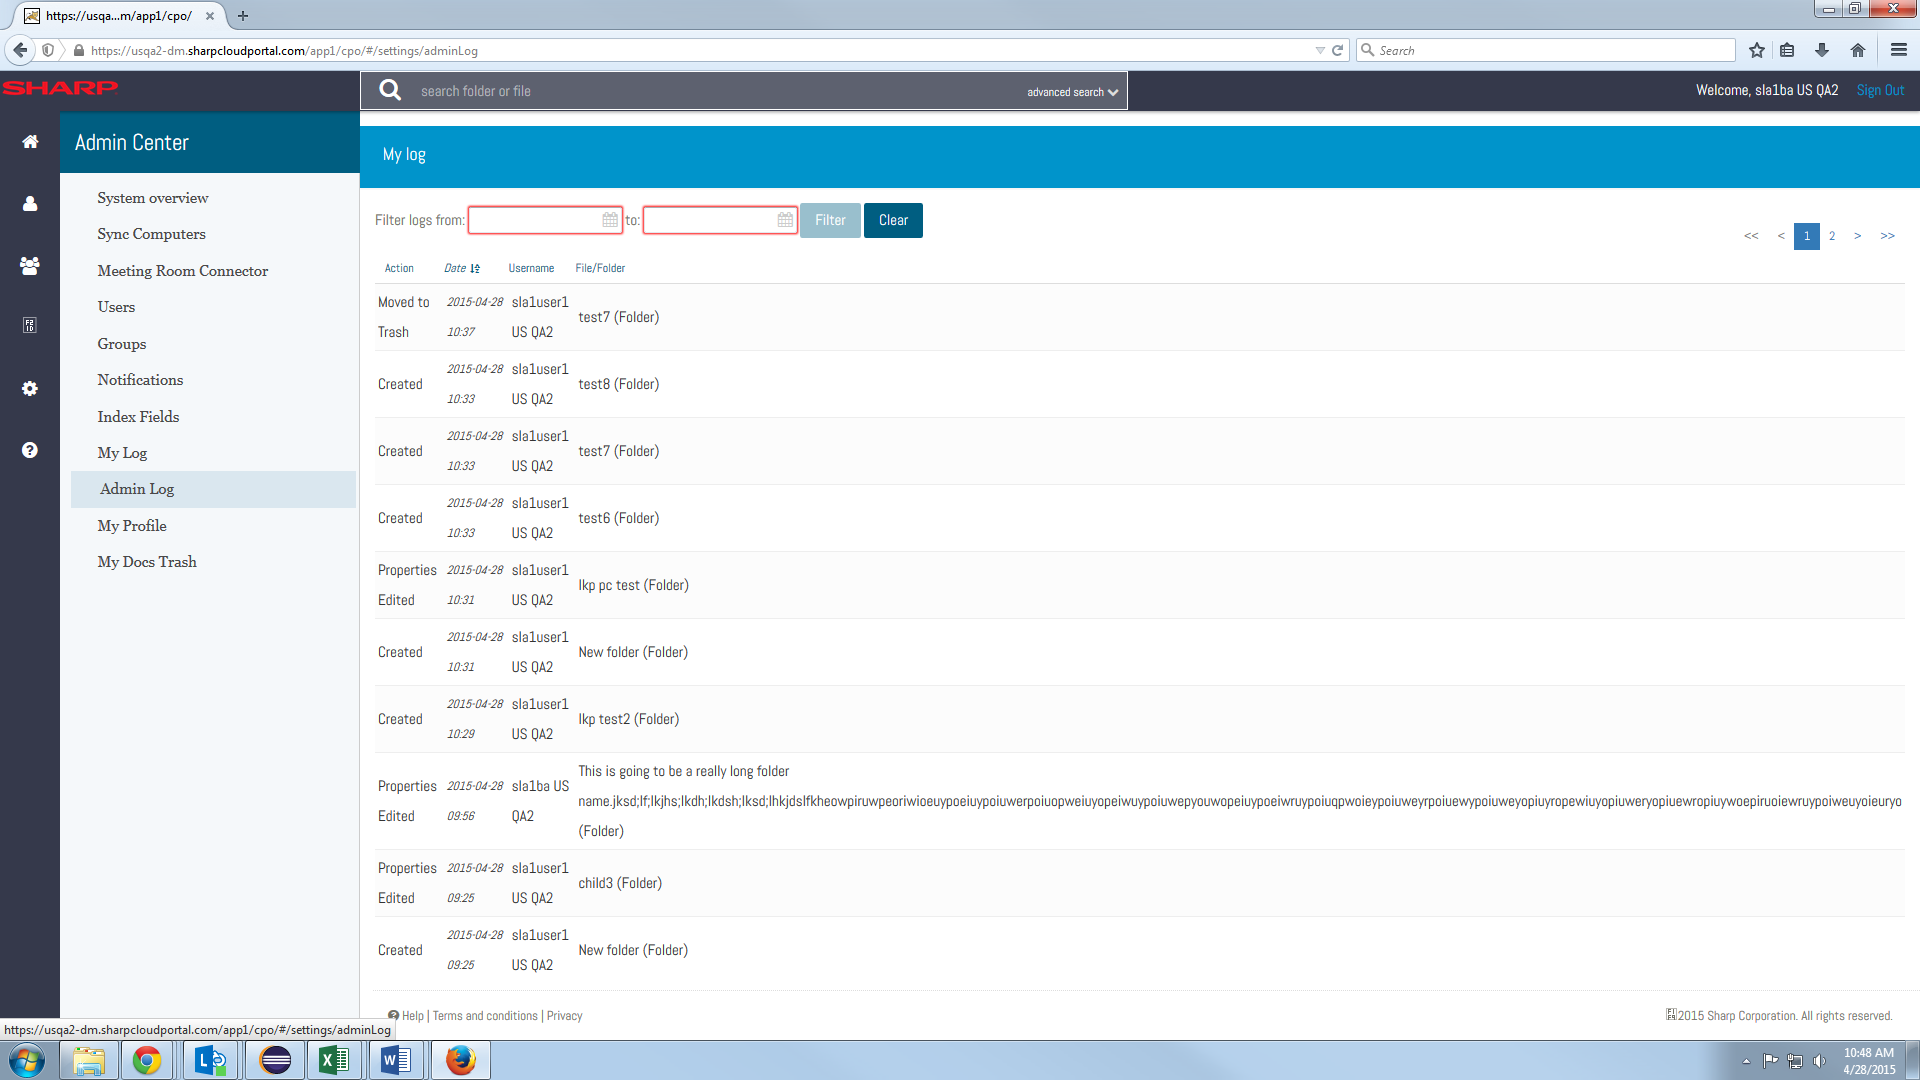 https://usqa...m/app1/cpo/
https://usqa2-dm.sharpcloudportal.com/app1/cpo/#/settings/adminLog
Search
SHARP
search folder or file
advanced search
Welcome, sla1ba US QA2
Sign Out
Admin Center
System overview
Sync Computers
Meeting Room Connector
Users
Groups
Notifications
Index Fields
My Log
Admin Log
My Profile
My Docs Trash
My log
Filter logs from:
to:
Filter
Clear
<< < 1 2 > >>
Action Date Username File/Folder
Moved to Trash 2015-04-28 10:37 sla1user1 US QA2 test7 (Folder)
Created 2015-04-28 10:33 sla1user1 US QA2 test8 (Folder)
Created 2015-04-28 10:33 sla1user1 US QA2 test7 (Folder)
Created 2015-04-28 10:33 sla1user1 US QA2 test6 (Folder)
Properties Edited 2015-04-28 10:31 sla1user1 US QA2 lkp pc test (Folder)
Created 2015-04-28 10:31 sla1user1 US QA2 New folder (Folder)
Created 2015-04-28 10:29 sla1user1 US QA2 lkp test2 (Folder)
Properties Edited 2015-04-28 09:56 sla1ba US QA2 This is going to be a really long folder
(Folder)
Properties Edited 2015-04-28 09:25 sla1user1 US QA2 child3 (Folder)
Created 2015-04-28 09:25 sla1user1 US QA2 New folder (Folder)
Help | Terms and conditions | Privacy
2015 Sharp Corporation. All rights reserved.
https://usqa2-dm.sharpcloudportal.com/app1/cpo/#/settings/adminLog
10:48 AM
4/28/2015